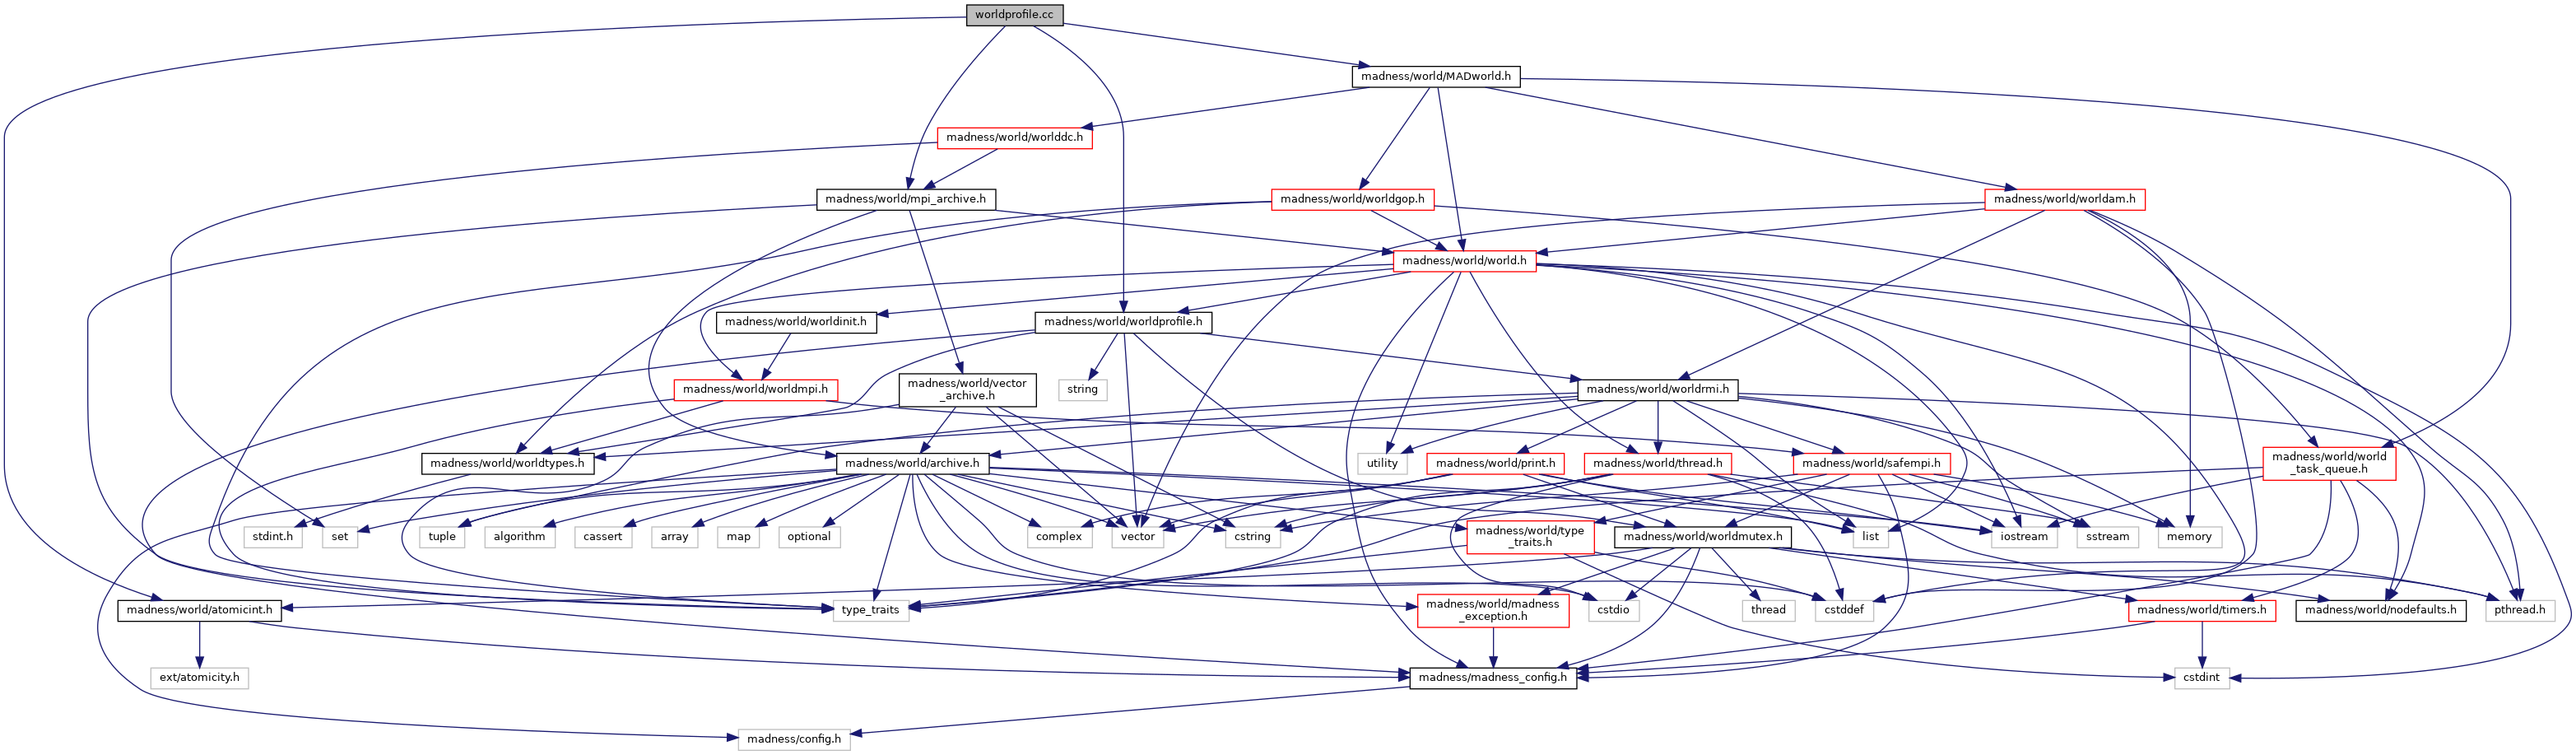 worldprofile.cc
madness/world/MADworld.h
madness/world/worlddc.h
madness/world/mpi_archive.h
madness/world/worldgop.h
madness/world/worldam.h
madness/world/world.h
madness/world/worldinit.h
madness/world/worldprofile.h
madness/world/worldmpi.h
madness/world/vector
_archive.h
string
madness/world/worldrmi.h
madness/world/worldtypes.h
madness/world/archive.h
utility
madness/world/print.h
madness/world/thread.h
madness/world/safempi.h
madness/world/world
_task_queue.h
stdint.h
set
tuple
algorithm
cassert
array
map
optional
complex
vector
cstring
madness/world/type
_traits.h
madness/world/worldmutex.h
list
iostream
sstream
memory
madness/world/atomicint.h
type_traits
madness/world/madness
_exception.h
cstdio
thread
cstddef
madness/world/timers.h
madness/world/nodefaults.h
pthread.h
ext/atomicity.h
madness/madness_config.h
cstdint
madness/config.h